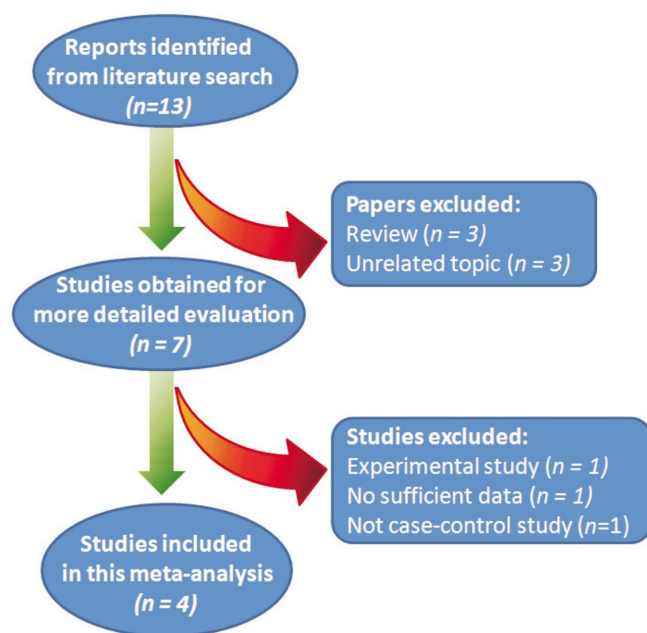 Reports identified
from literature search
(n=13)
Papers excluded:
Review (n = 3)
Unrelated topic (n = 3)
Studies obtained for
more detailed evaluation
(n = 7)
Studies excluded:
Experimental study (n = 1)
No sufficient data (n = 1)
Not case-control study (n=1)
Studies included
in this meta-analysis
(n = 4)